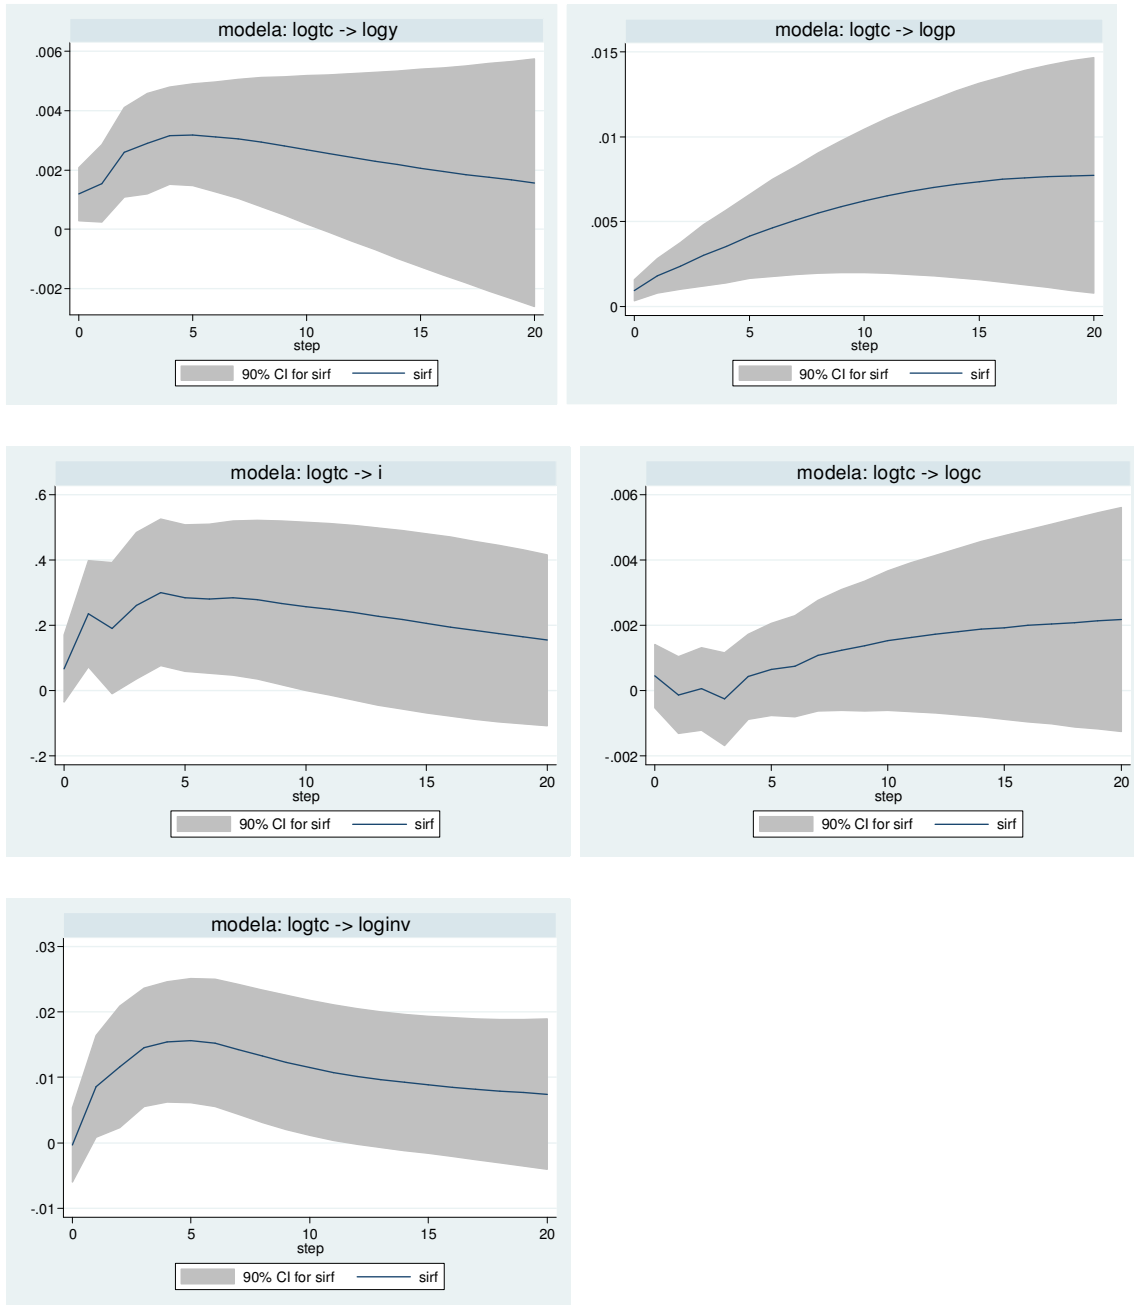 modela: logtc -> logy
.006
.004
.002
0
-.002
0 5 10 15 20
step
90% CI for sirf sirf
modela: logtc -> logp
.015
.01
.005
0
0 5 10 15 20
step
90% CI for sirf sirf
modela: logtc -> i
.6
.4
.2
0
-.2
0 5 10 15 20
step
90% CI for sirf sirf
modela: logtc -> logc
.006
.004
.002
0
-.002
0 5 10 15 20
step
90% CI for sirf sirf
modela: logtc -> loginv
.03
.02
.01
0
-.01
0 5 10 15 20
step
90% CI for sirf sirf